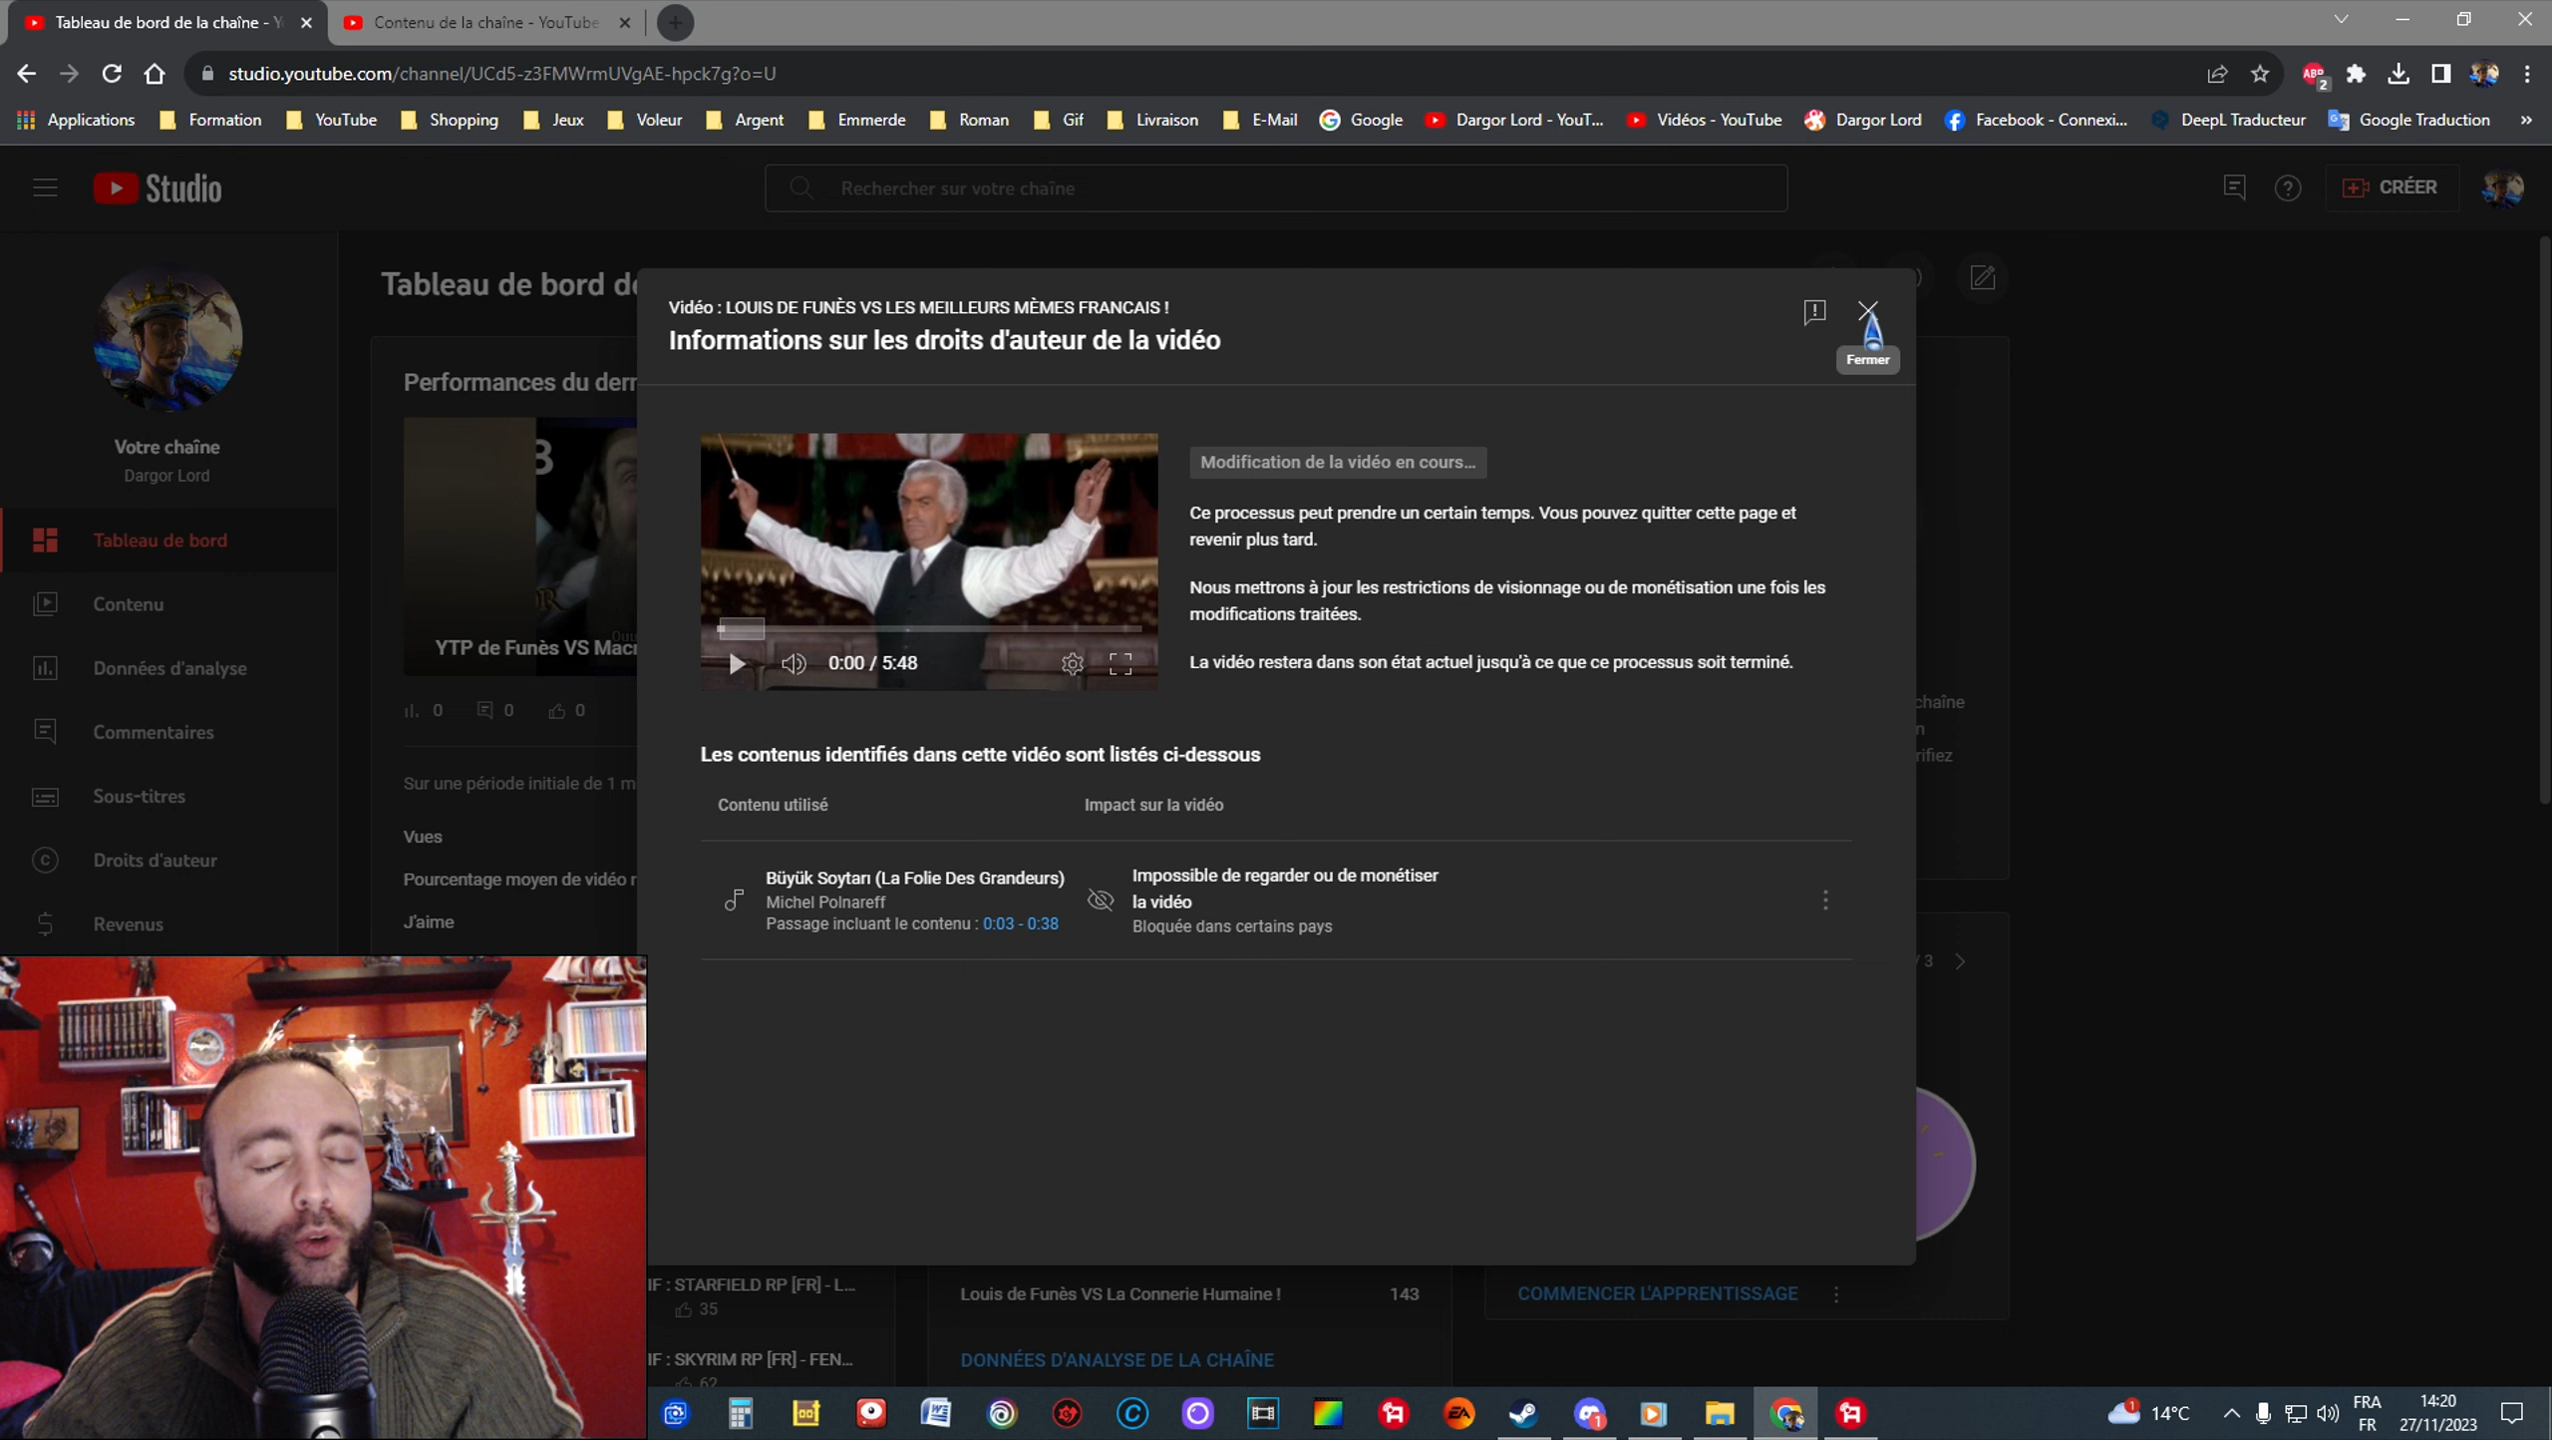 Tableau de bord de la chaîne - Y
Contenu de la chaîne - YouTube
studio.youtube.com/channel/UCd5-z3FMWrmUVgAE-hpck7g?o=U
ABP
2
Applications
Formation
YouTube
Shopping
Jeux
Voleur
Argent
Emmerde
Roman
Gif
Livraison
E-Mail
Google
Dargor Lord - YouT...
Vidéos - YouTube
Dargor Lord
Facebook - Connexi...
DeepL Traducteur
Google Traduction
»
Studio
Rechercher sur votre chaîne
CRÉER
Votre chaîne
Dargor Lord
Tableau de bord
Contenu
Données d'analyse
Commentaires
Sous-titres
Droits d'auteur
Revenus
Tableau de bord de
Performances du dern
YTP de Funès VS Macr
0
0
0
Sur une période initiale de 1 m
Vues
Pourcentage moyen de vidéo r
J'aime
Vidéo : LOUIS DE FUNÈS VS LES MEILLEURS MÈMES FRANCAIS !
Informations sur les droits d'auteur de la vidéo
Fermer
0:00 / 5:48
Modification de la vidéo en cours...
Ce processus peut prendre un certain temps. Vous pouvez quitter cette page et
revenir plus tard.
Nous mettrons à jour les restrictions de visionnage ou de monétisation une fois les
modifications traitées.
La vidéo restera dans son état actuel jusqu'à ce que ce processus soit terminé.
Les contenus identifiés dans cette vidéo sont listés ci-dessous
Contenu utilisé
Impact sur la vidéo
Büyük Soytarı (La Folie Des Grandeurs)
Michel Polnareff
Passage incluant le contenu : 0:03 - 0:38
Impossible de regarder ou de monétiser
la vidéo
Bloquée dans certains pays
chaîne
n
rifiez
/ 3
IF : STARFIELD RP [FR] - L...
35
IF : SKYRIM RP [FR] - FEN...
62
Louis de Funès VS La Connerie Humaine !
143
DONNÉES D'ANALYSE DE LA CHAÎNE
COMMENCER L'APPRENTISSAGE
EA
1
1
14°C
FRA
FR
14:20
27/11/2023